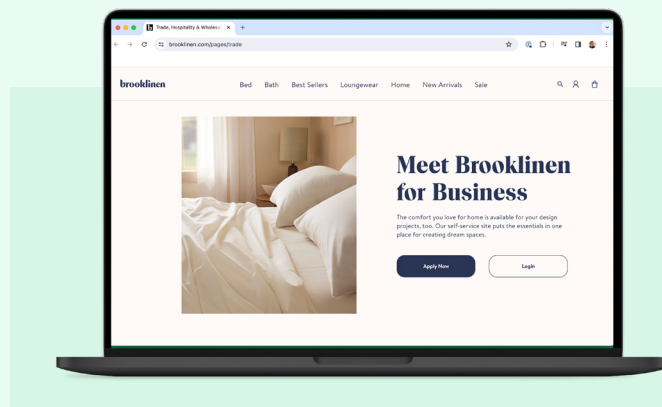 Trade, Hospitality & Wholes
brooklinen.com/pages/trade
brooklinen
Bed Bath Best Sellers Loungewear Home New Arrivals Sale
Meet Brooklinen
for Business
The comfort you love for home is available for your design
projects, too. Our self-service site puts the essentials in one
place for creating dream spaces.
Apply Now Login